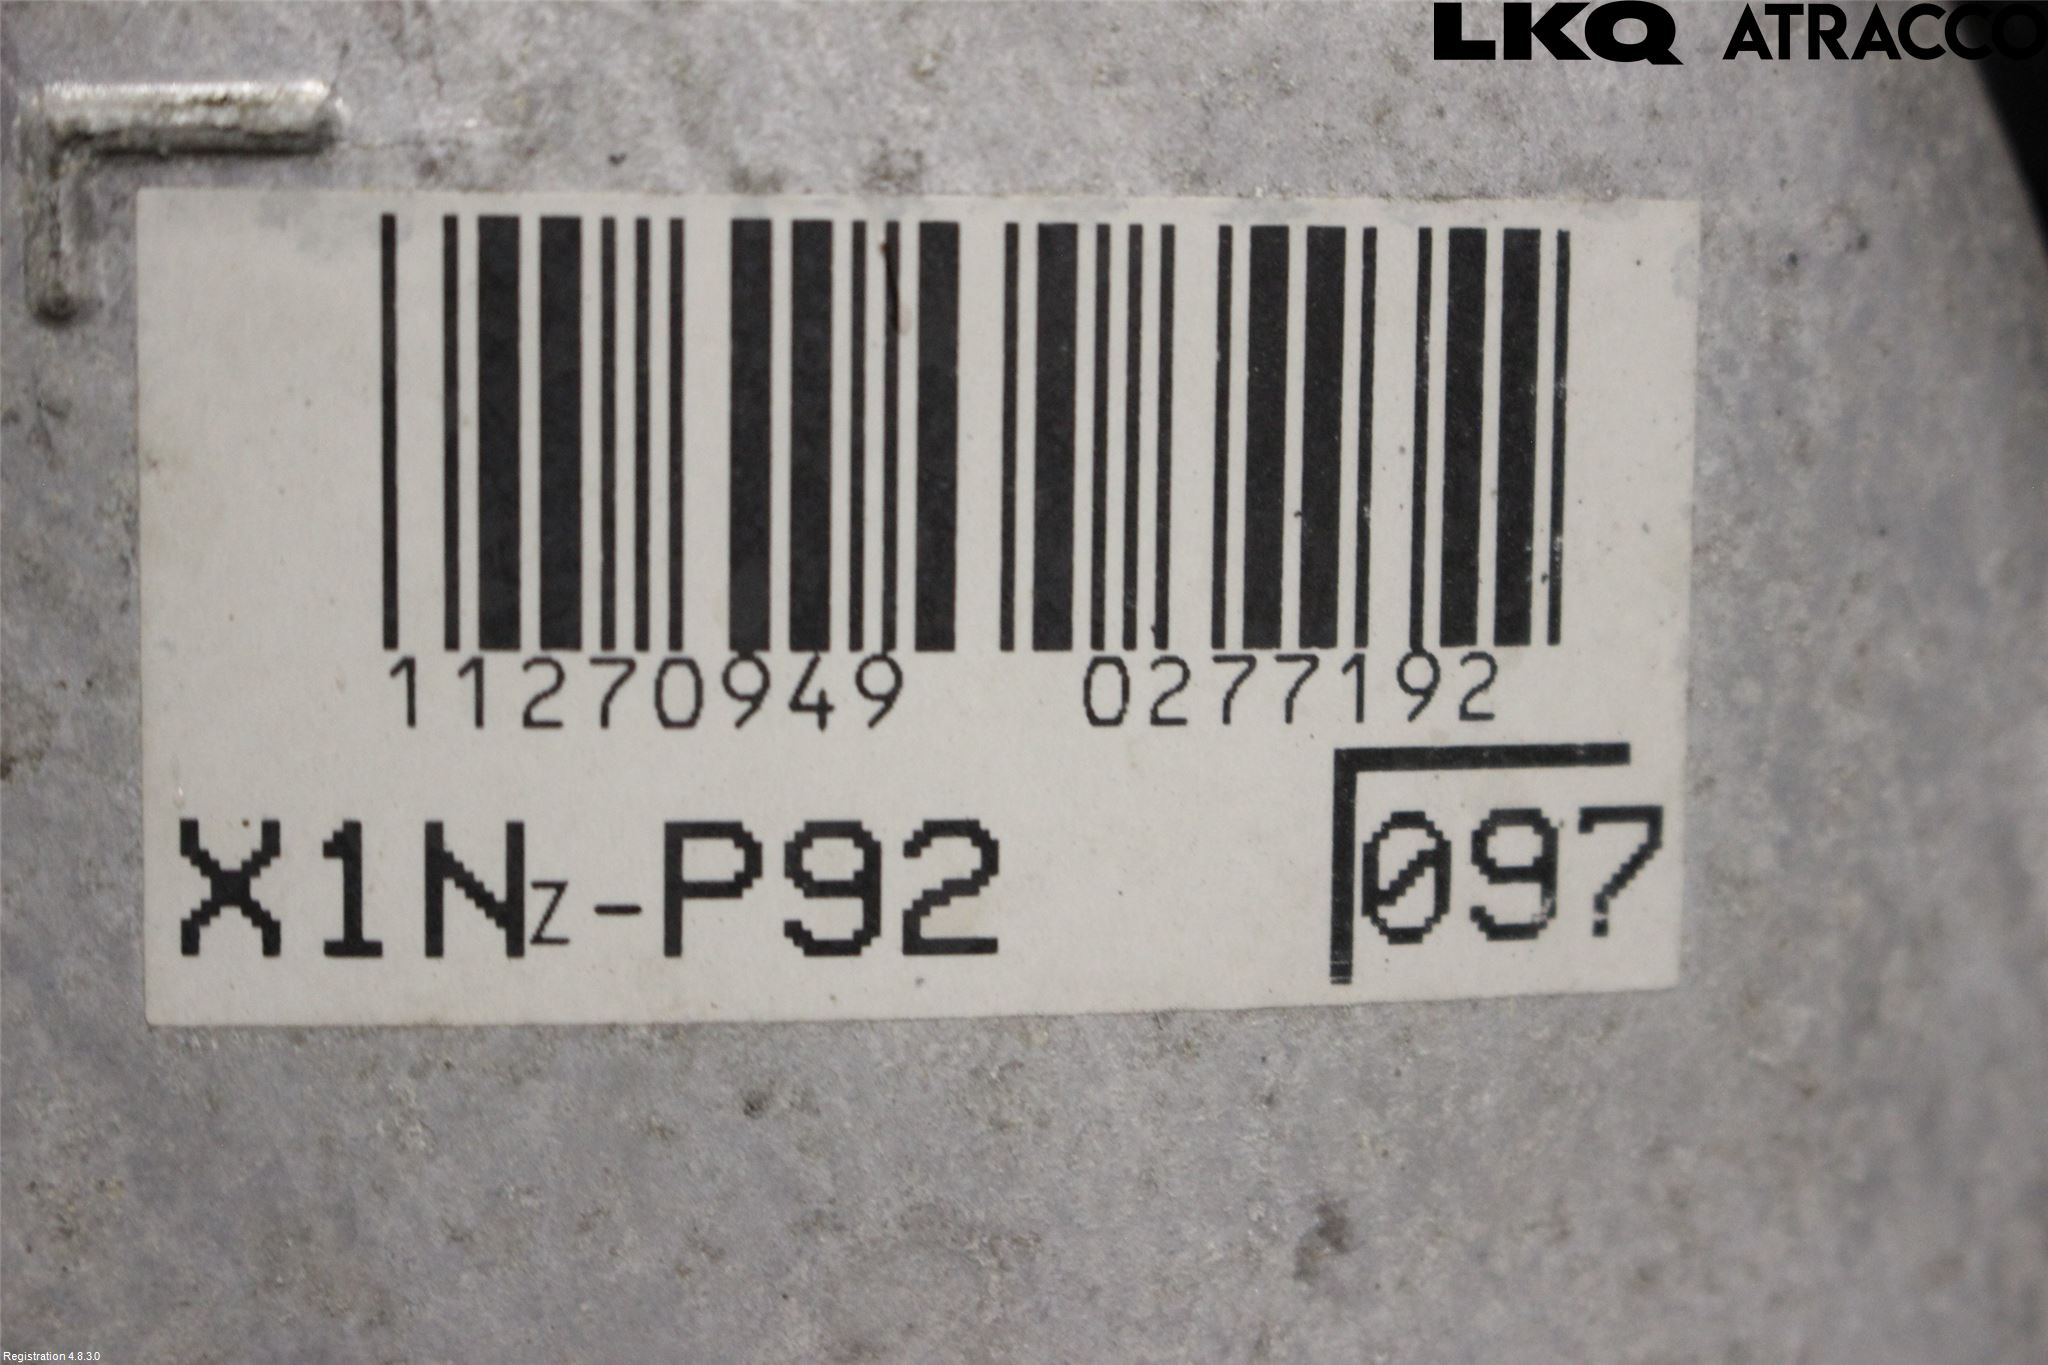 LKQ ATRACCO
11270949 0277192
X1Nz-P92 097
Registration 4.8.3.0